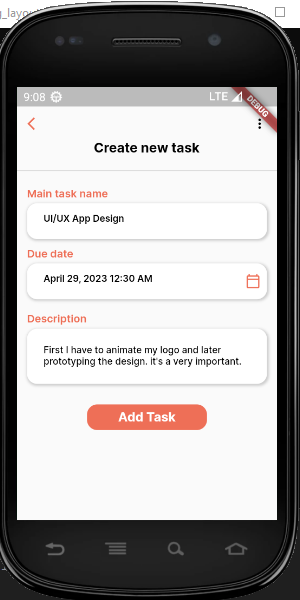 g_layou
9:08 LTE
DEBUG
Create new task
Main task name
UI/UX App Design
Due date
April 29, 2023 12:30 AM
Description
First I have to animate my logo and later
prototyping the design. it's a very important.
Add Task